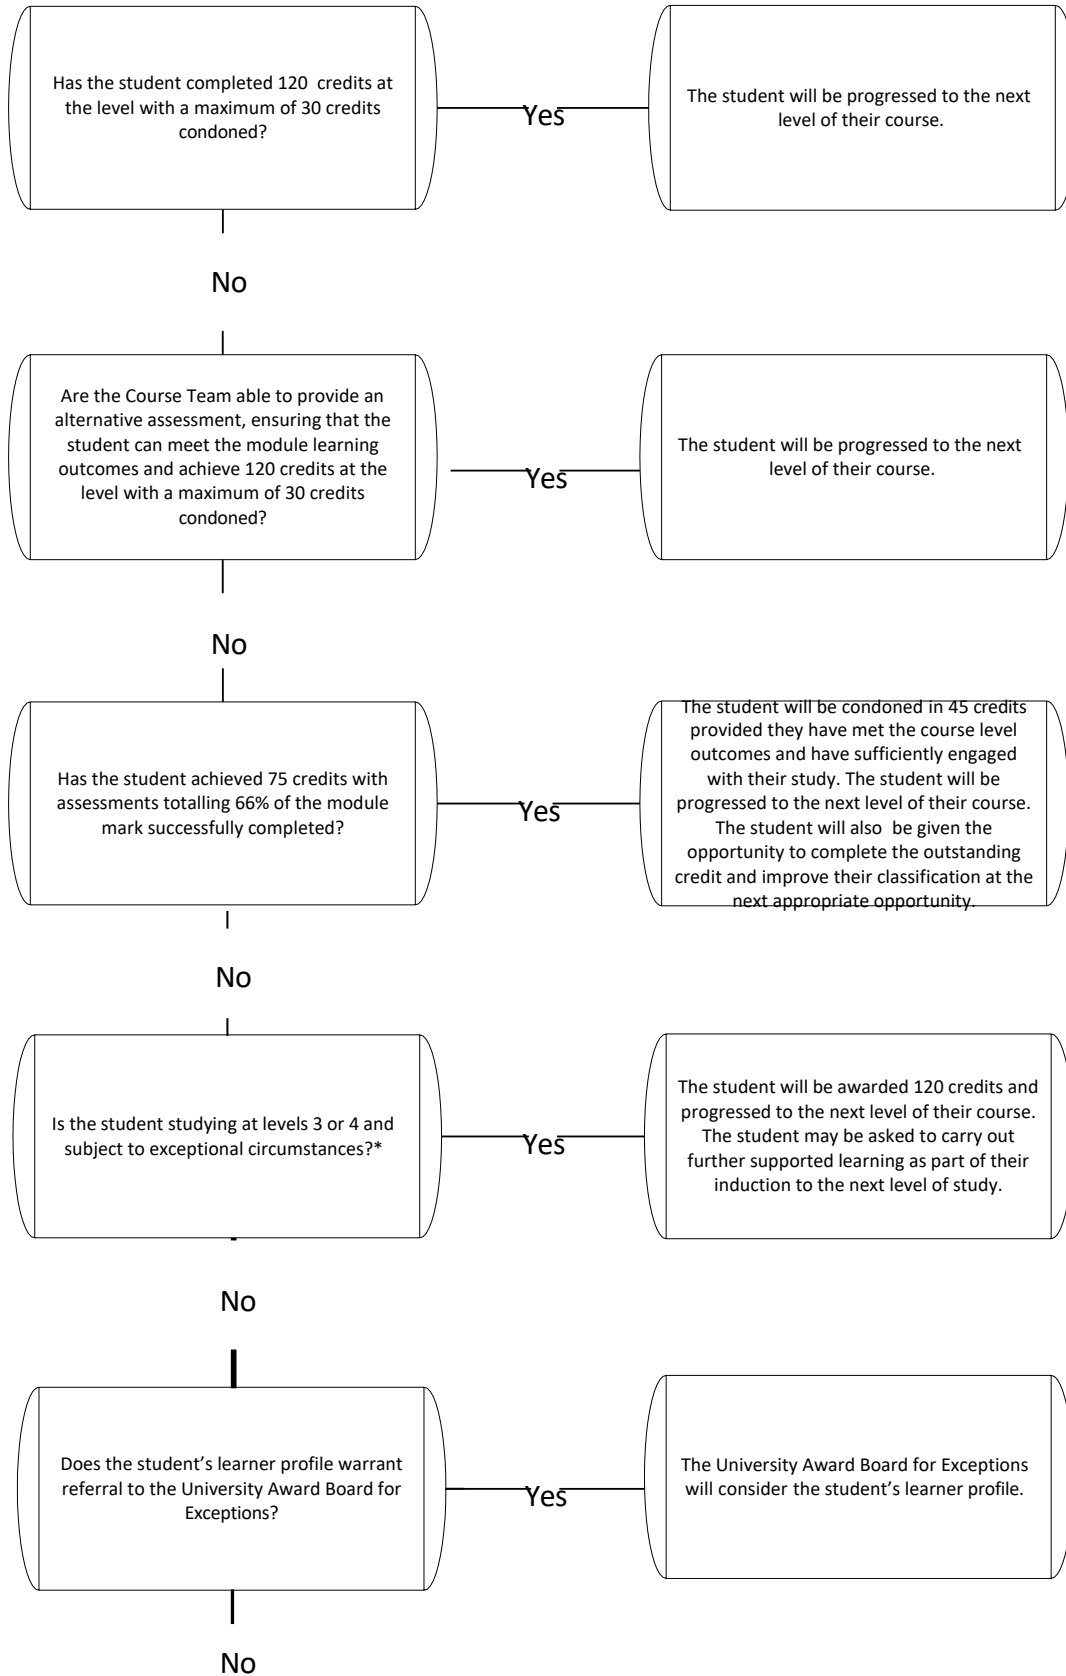 Has the student completed 120 credits at
the level with a maximum of 30 credits
condoned?
Yes
The student will be progressed to the next
level of their course.
No
Are the Course Team able to provide an
alternative assessment, ensuring that the
student can meet the module learning
outcomes and achieve 120 credits at the
level with a maximum of 30 credits
condoned?
Yes
The student will be progressed to the next
level of their course.
No
Has the student achieved 75 credits with
assessments totalling 66% of the module
mark successfully completed?
Yes
The student will be condoned in 45 credits
provided they have met the course level
outcomes and have sufficiently engaged
with their study. The student will be
progressed to the next level of their course.
The student will also be given the
opportunity to complete the outstanding
credit and improve their classification at the
next appropriate opportunity.
No
Is the student studying at levels 3 or 4 and
subject to exceptional circumstances?*
Yes
The student will be awarded 120 credits and
progressed to the next level of their course.
The student may be asked to carry out
further supported learning as part of their
induction to the next level of study.
No
Does the student’s learner profile warrant
referral to the University Award Board for
Exceptions?
Yes
The University Award Board for Exceptions
will consider the student’s learner profile.
No